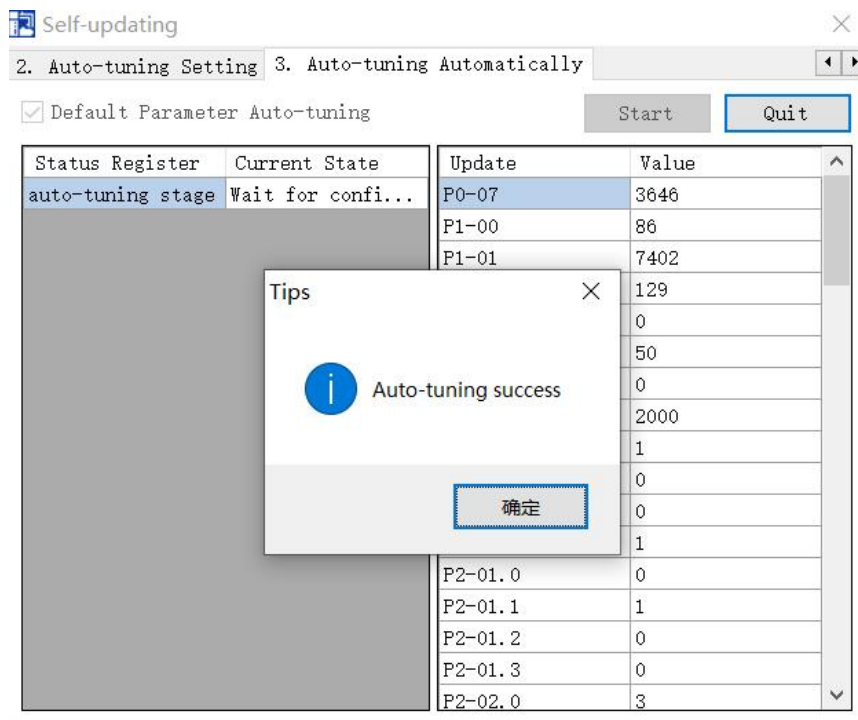 Self-updating
2. Auto-tuning Setting 3. Auto-tuning Automatically
Default Parameter Auto-tuning Start Quit
Status Register Current State Update Value
auto-tuning stage Wait for confi... P0-07 3646
P1-00 86
P1-01 7402
Tips 129
0
50
Auto-tuning success 0
2000
1
0
确定 0
1
P2-01.0 0
P2-01.1 1
P2-01.2 0
P2-01.3 0
P2-02.0 3